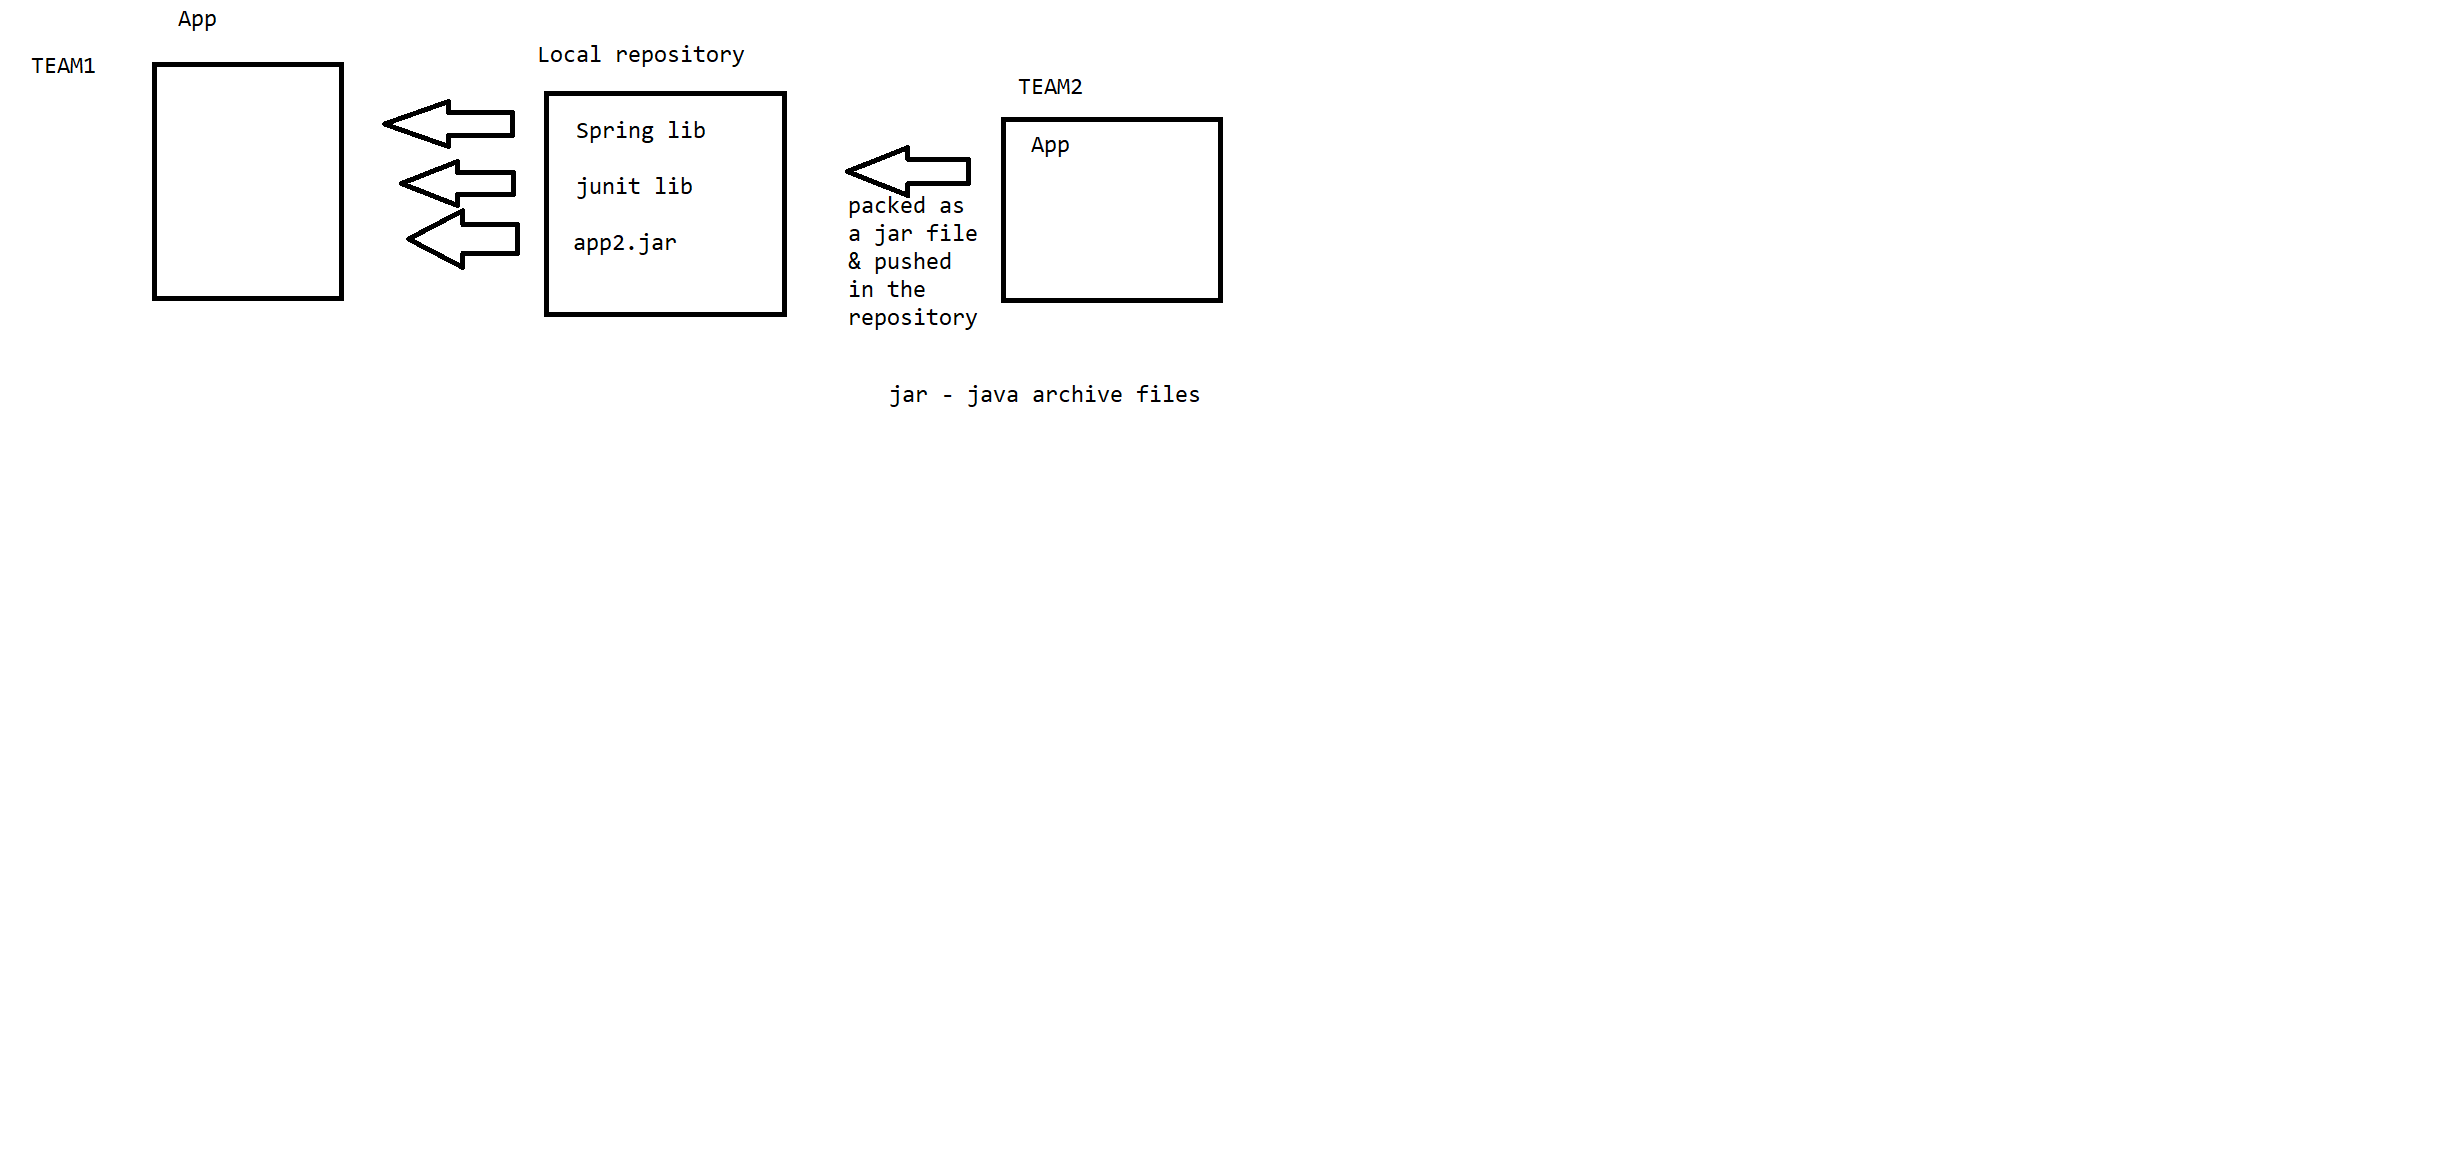 App
TEAM1
Local repository
Spring lib
junit lib
app2.jar
TEAM2
App
packed as
a jar file
& pushed
in the
repository
jar - java archive files